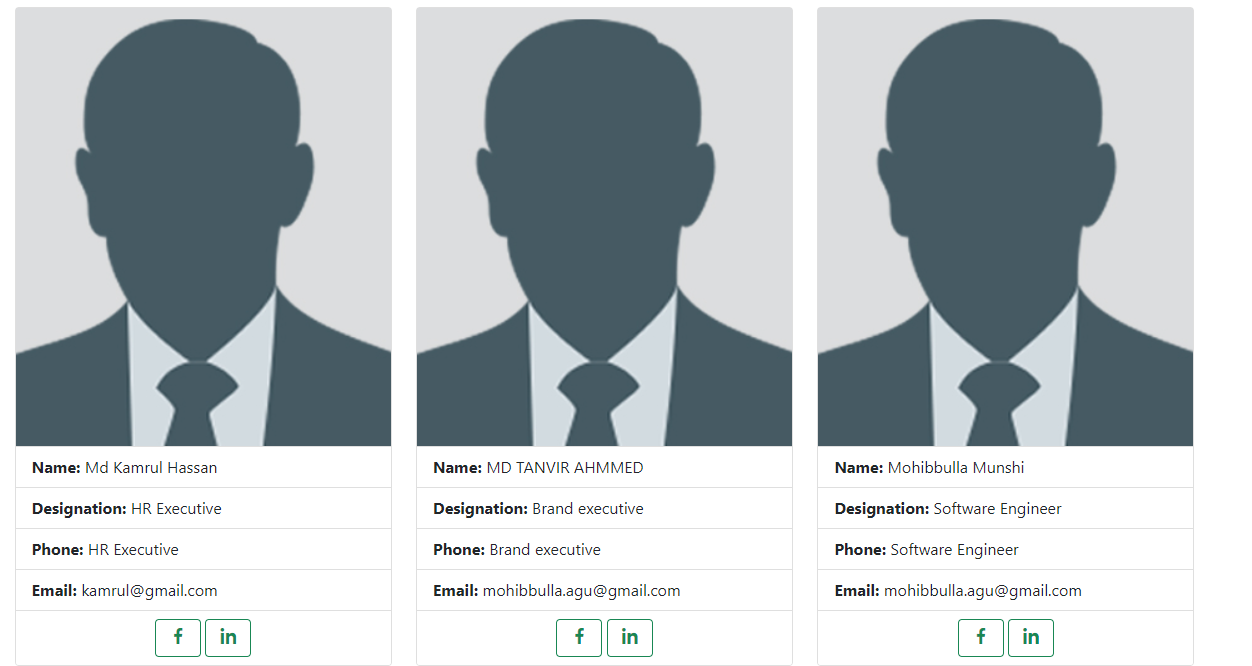 Name: Md Kamrul Hassan
Designation: HR Executive
Phone: HR Executive
Email: kamrul@gmail.com
f in
Name: MD TANVIR AHMMED
Designation: Brand executive
Phone: Brand executive
Email: mohibbulla.agu@gmail.com
f in
Name: Mohibbulla Munshi
Designation: Software Engineer
Phone: Software Engineer
Email: mohibbulla.agu@gmail.com
f in